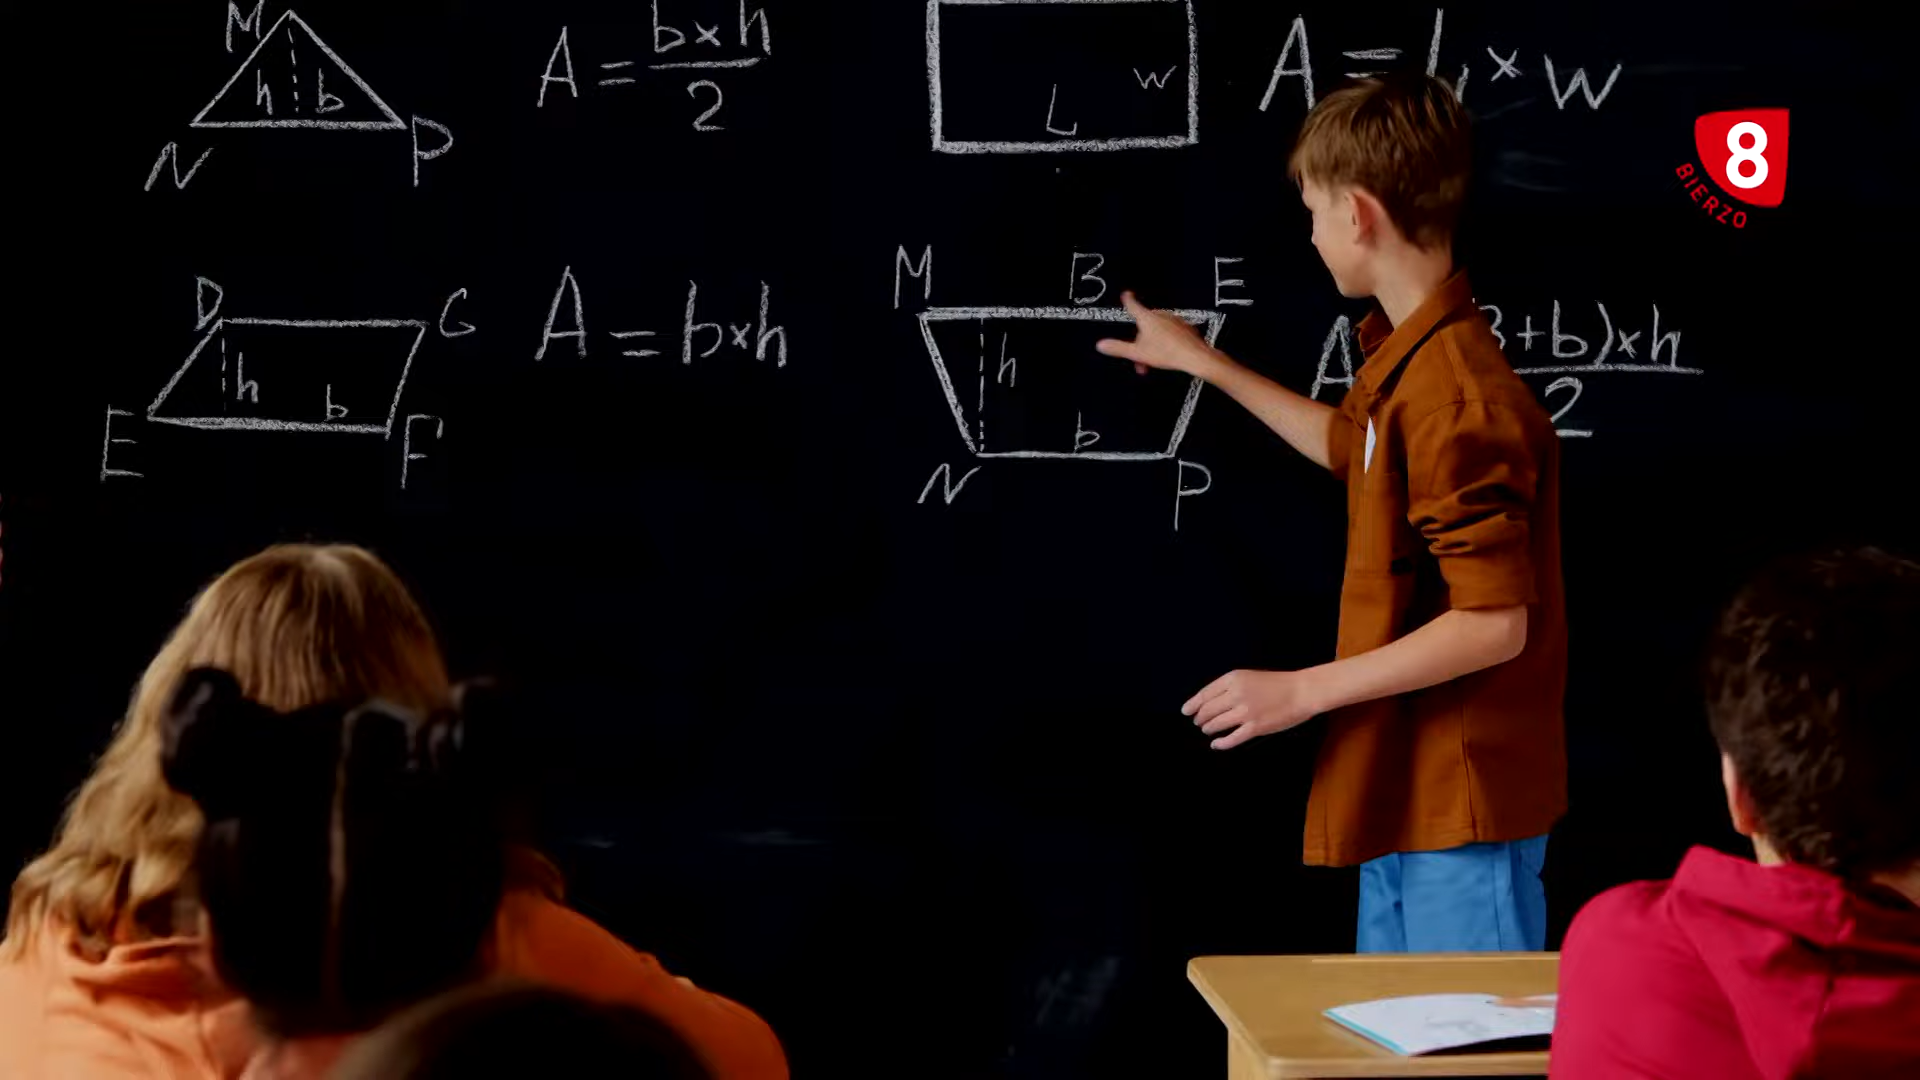 M
h b
N P
A = b×h / 2
L w
A = L × w
8
BIERZO
D G
h b
E F
A = b×h
M B E
h
b
N P
A
+b)×h
2